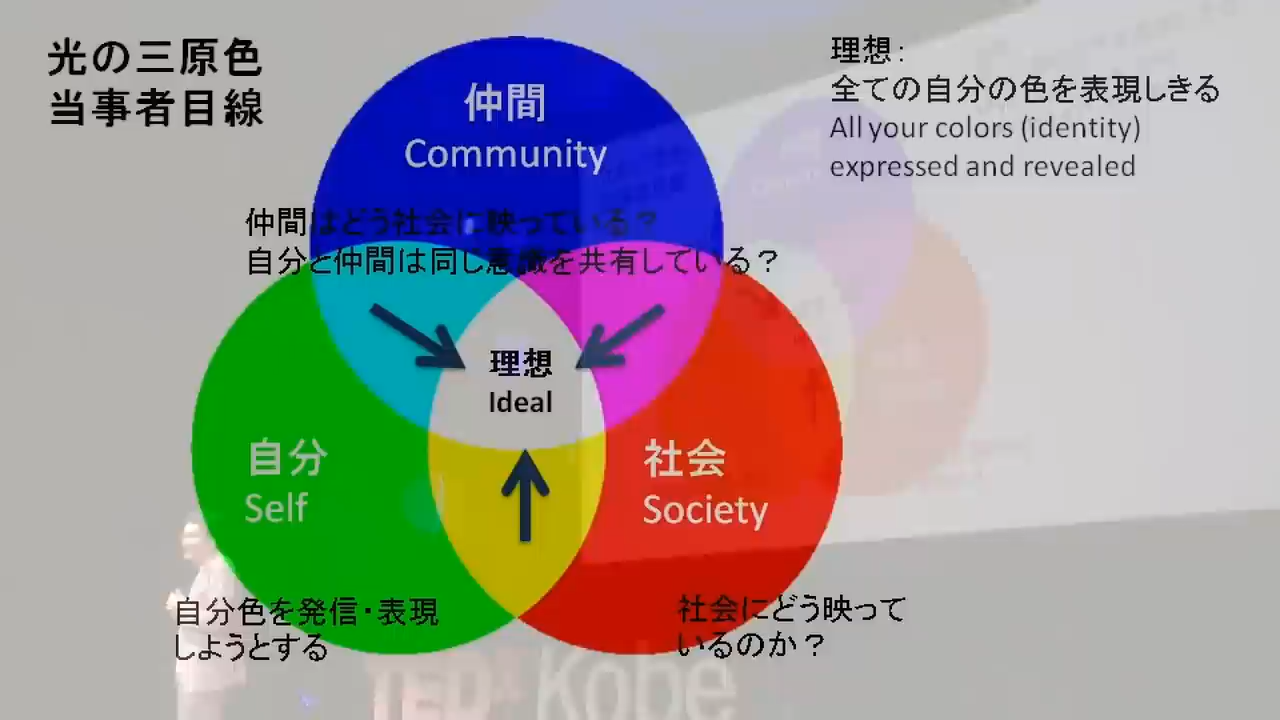 光の三原色
当事者目線
理想：
全ての自分の色を表現しきる
All your colors (identity)
expressed and revealed
仲間
Community
仲間はどう社会に映っている？
自分と仲間は同じ意識を共有している？
理想
Ideal
自分
Self
社会
Society
自分色を発信・表現
しようとする
社会にどう映って
いるのか？
TEDx Kobe